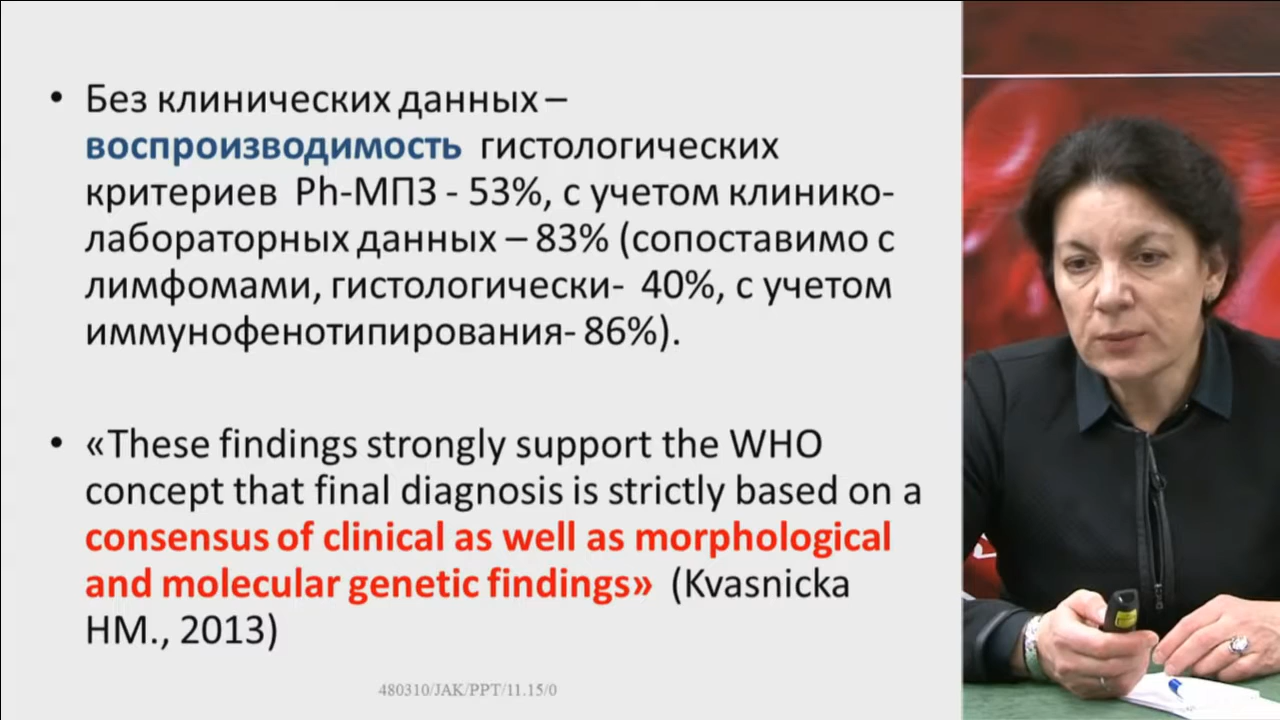 • Без клинических данных –
воспроизводимость гистологических
критериев Ph-МПЗ - 53%, с учетом клинико-
лабораторных данных – 83% (сопоставимо с
лимфомами, гистологически- 40%, с учетом
иммунофенотипирования- 86%).
• «These findings strongly support the WHO
concept that final diagnosis is strictly based on a
consensus of clinical as well as morphological
and molecular genetic findings» (Kvasnicka
HM., 2013)
480310/JAK/PPT/11.15/0